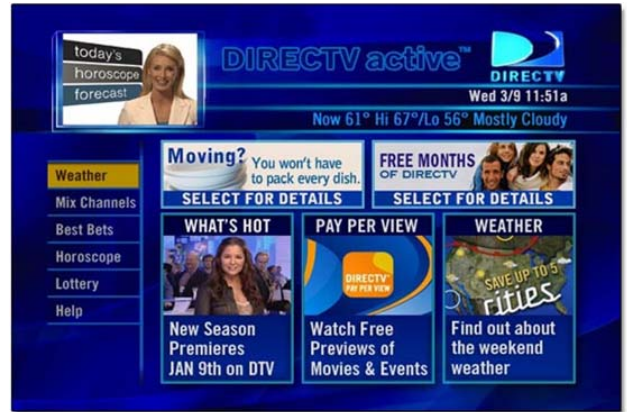 today's
horoscope
forecast
DIRECTV active™
DIRECTV
Wed 3/9 11:51a
Now 61° Hi 67°/Lo 56° Mostly Cloudy
Weather
Mix Channels
Best Bets
Horoscope
Lottery
Help
Moving? You won't have
to pack every dish.
SELECT FOR DETAILS
FREE MONTHS
OF DIRECTV
SELECT FOR DETAILS
WHAT'S HOT
New Season
Premieres
JAN 9th on DTV
PAY PER VIEW
DIRECTV
PAY PER VIEW
Watch Free
Previews of
Movies & Events
WEATHER
SAVE UP TO 5
cities
Find out about
the weekend
weather